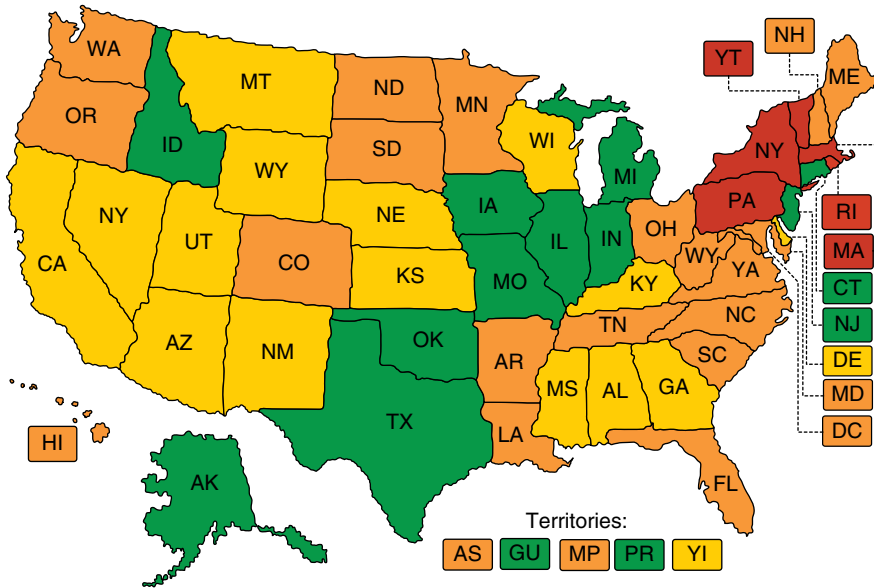 WA
MT
ND
MN
YT
NH
ME
OR
ID
SD
WI
NY
WY
MI
PA
RI
NE
IA
OH
MA
NY
UT
CO
IL
IN
WY
YA
CA
KS
MO
KY
CT
NC
NJ
TN
AZ
NM
OK
AR
SC
DE
MS
AL
GA
MD
TX
LA
DC
HI
FL
AK
Territories:
AS GU MP PR YI